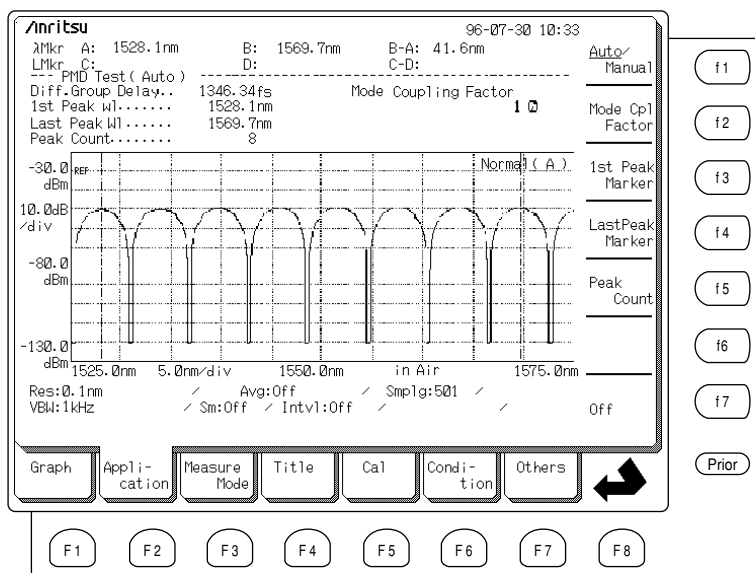 Anritsu 96-07-30 10:33
λMkr A: 1528.1nm B: 1569.7nm B-A: 41.6nm
LMkr C: D: C-D:
--- PMD Test(Auto) ---
Diff.Group Delay.. 1346.34fs Mode Coupling Factor
1st Peak wl...... 1528.1nm 1.0
Last Peak Wl...... 1569.7nm
Peak Count........ 8
-30.0 REF Normal(A)
dBm
10.0dB
/div
-80.0
dBm
-130.0
dBm
1525.0nm 5.0nm/div 1550.0nm in Air 1575.0nm
Res:0.1nm / Avg:Off / Smplg:501 /
VBW:1kHz / Sm:Off / Intvl:Off / /
Auto/
Manual
Mode Cpl
Factor
1st Peak
Marker
LastPeak
Marker
Peak
Count
Off
f1
f2
f3
f4
f5
f6
f7
Prior
Graph
Appli-
cation
Measure
Mode
Title
Cal
Condi-
tion
Others
F1 F2 F3 F4 F5 F6 F7 F8